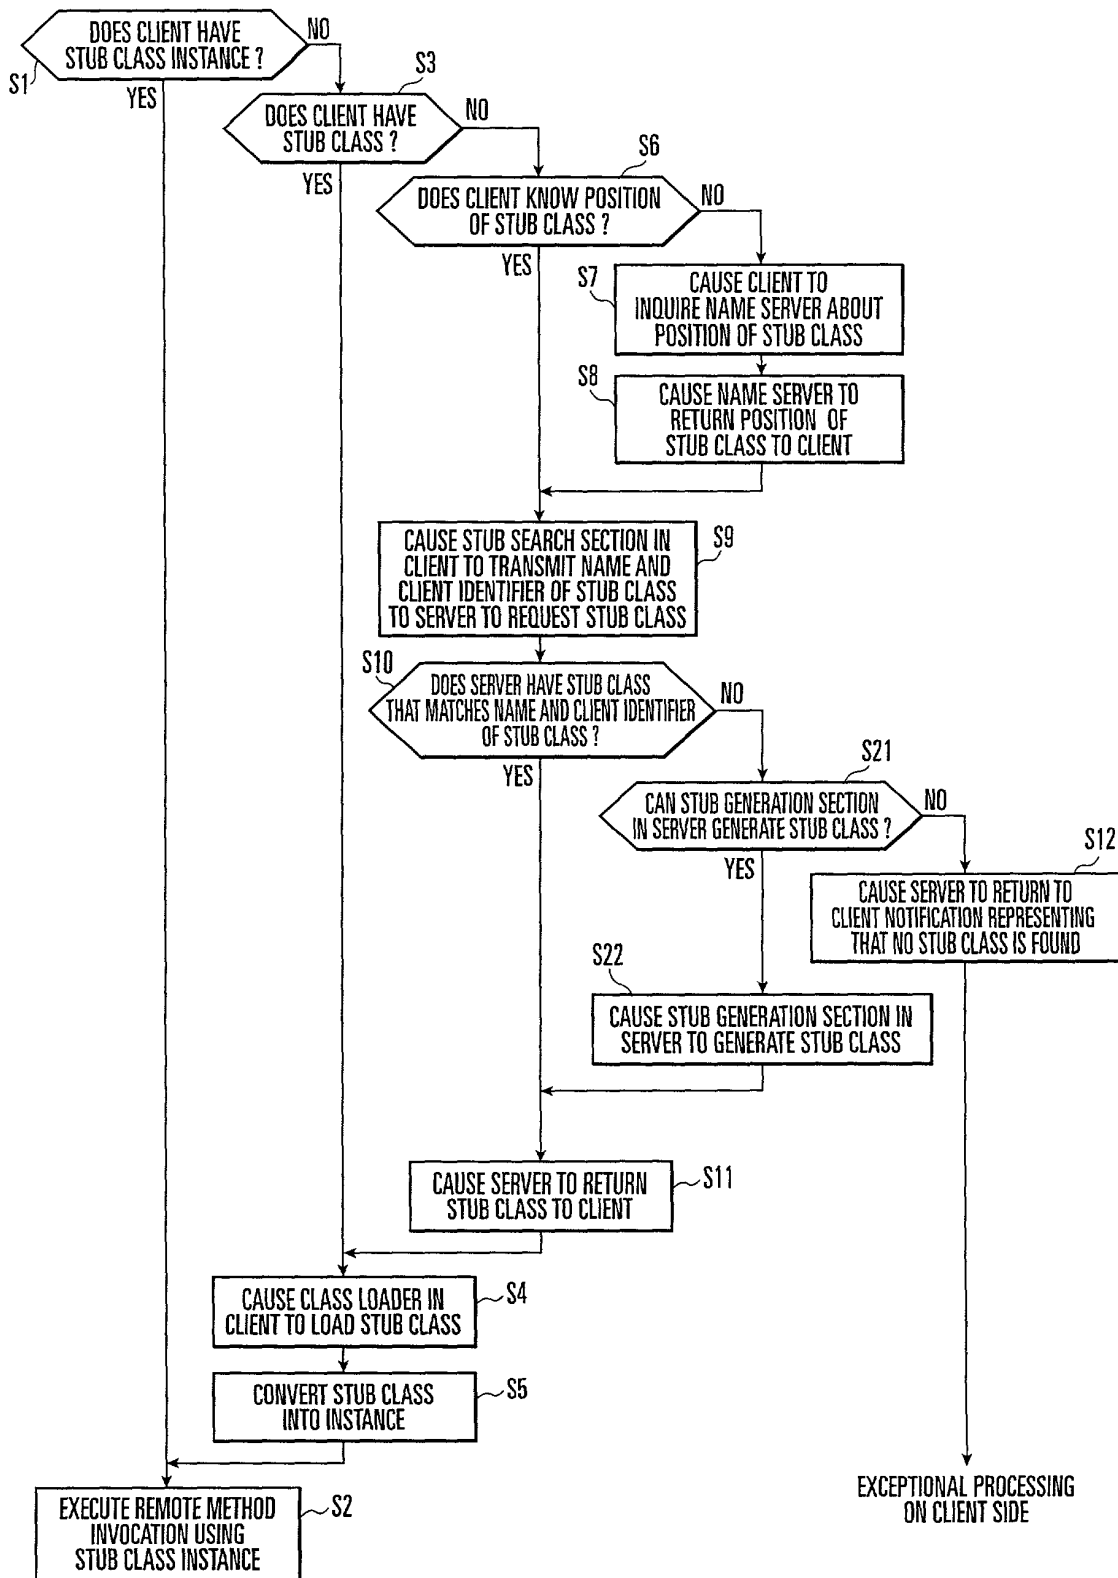 DOES CLIENT HAVE
STUB CLASS INSTANCE ?
NO
S1
YES
S3
DOES CLIENT HAVE
STUB CLASS ?
NO
YES
S6
DOES CLIENT KNOW POSITION
OF STUB CLASS ?
NO
YES
S7
CAUSE CLIENT TO
INQUIRE NAME SERVER ABOUT
POSITION OF STUB CLASS
S8
CAUSE NAME SERVER TO
RETURN POSITION OF
STUB CLASS TO CLIENT
CAUSE STUB SEARCH SECTION IN
CLIENT TO TRANSMIT NAME AND
CLIENT IDENTIFIER OF STUB CLASS
TO SERVER TO REQUEST STUB CLASS
S9
S10
DOES SERVER HAVE STUB CLASS
THAT MATCHES NAME AND CLIENT IDENTIFIER
OF STUB CLASS ?
NO
YES
S21
CAN STUB GENERATION SECTION
IN SERVER GENERATE STUB CLASS ?
NO
YES
S12
CAUSE SERVER TO RETURN TO
CLIENT NOTIFICATION REPRESENTING
THAT NO STUB CLASS IS FOUND
S22
CAUSE STUB GENERATION SECTION IN
SERVER TO GENERATE STUB CLASS
CAUSE SERVER TO RETURN
STUB CLASS TO CLIENT
S11
CAUSE CLASS LOADER IN
CLIENT TO LOAD STUB CLASS
S4
CONVERT STUB CLASS
INTO INSTANCE
S5
EXECUTE REMOTE METHOD
INVOCATION USING
STUB CLASS INSTANCE
S2
EXCEPTIONAL PROCESSING
ON CLIENT SIDE